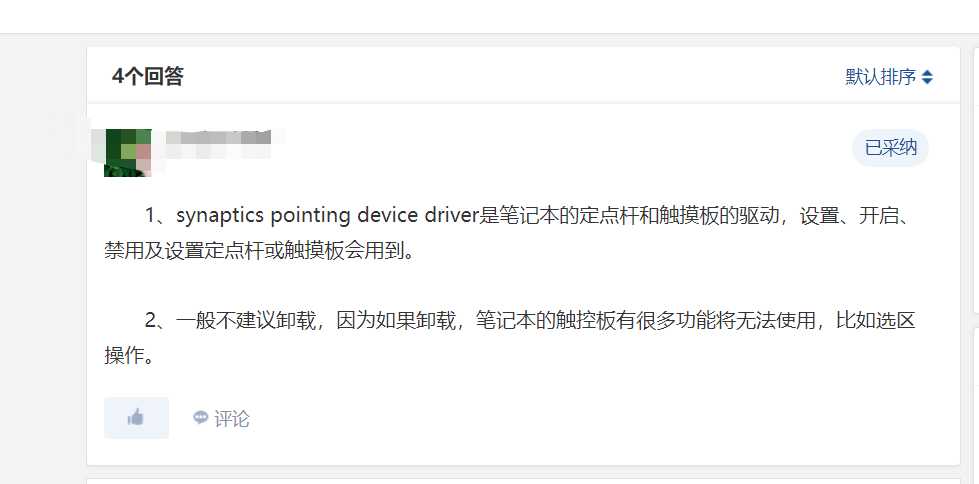 4个回答
默认排序
已采纳
1、synaptics pointing device driver是笔记本的定点杆和触摸板的驱动，设置、开启、
禁用及设置定点杆或触摸板会用到。
2、一般不建议卸载，因为如果卸载，笔记本的触控板有很多功能将无法使用，比如选区
操作。
评论